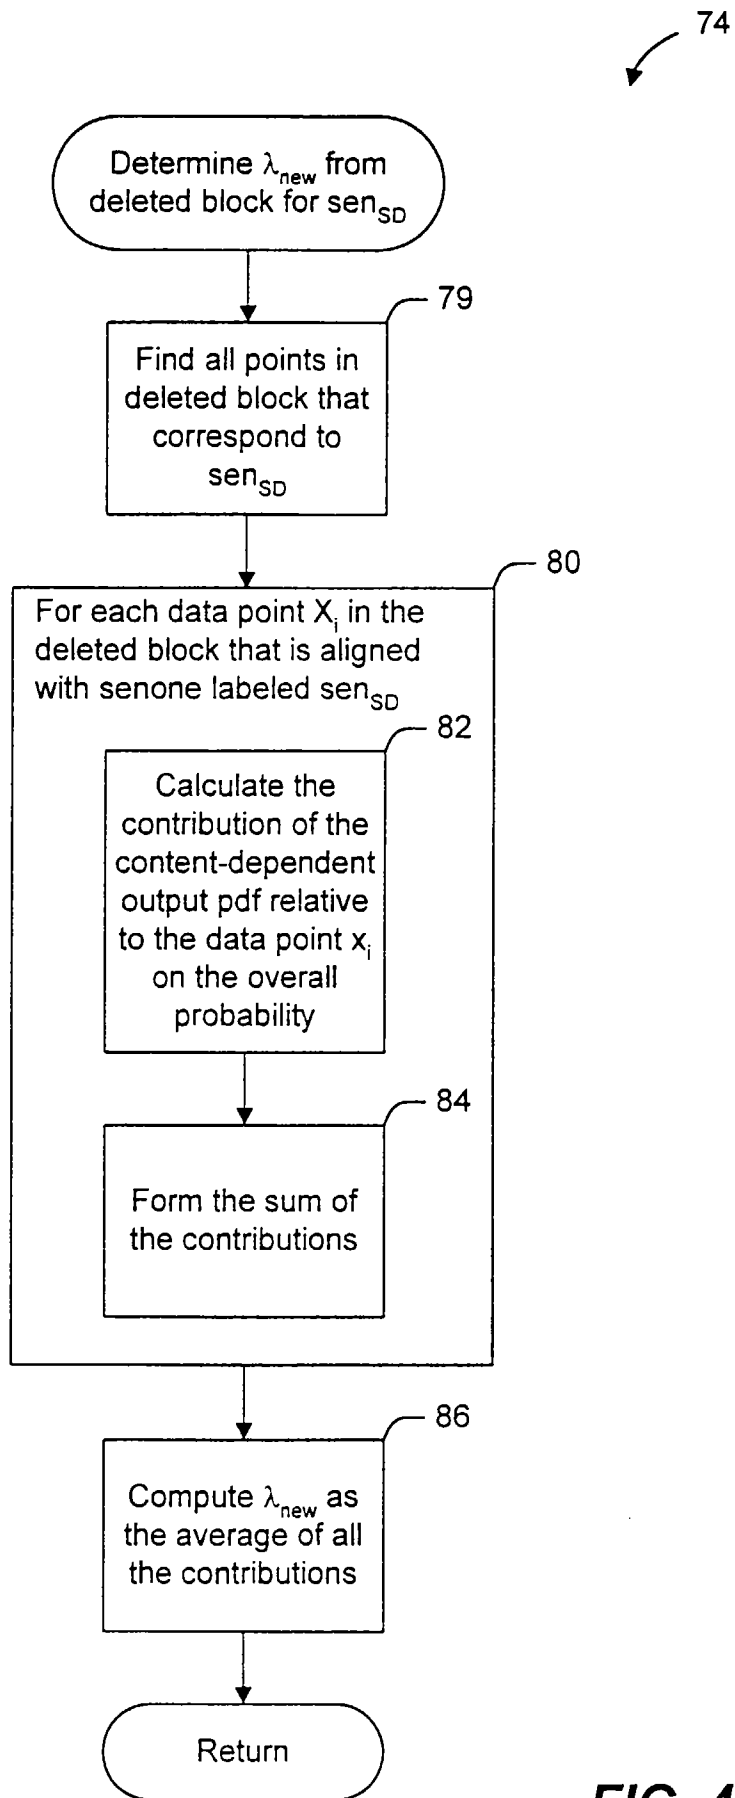 74
Determine λnew from
deleted block for senSD
79
Find all points in
deleted block that
correspond to
senSD
80
For each data point Xi in the
deleted block that is aligned
with senone labeled senSD
82
Calculate the
contribution of the
content-dependent
output pdf relative
to the data point xi
on the overall
probability
84
Form the sum of
the contributions
86
Compute λnew as
the average of all
the contributions
Return
FIG. 4